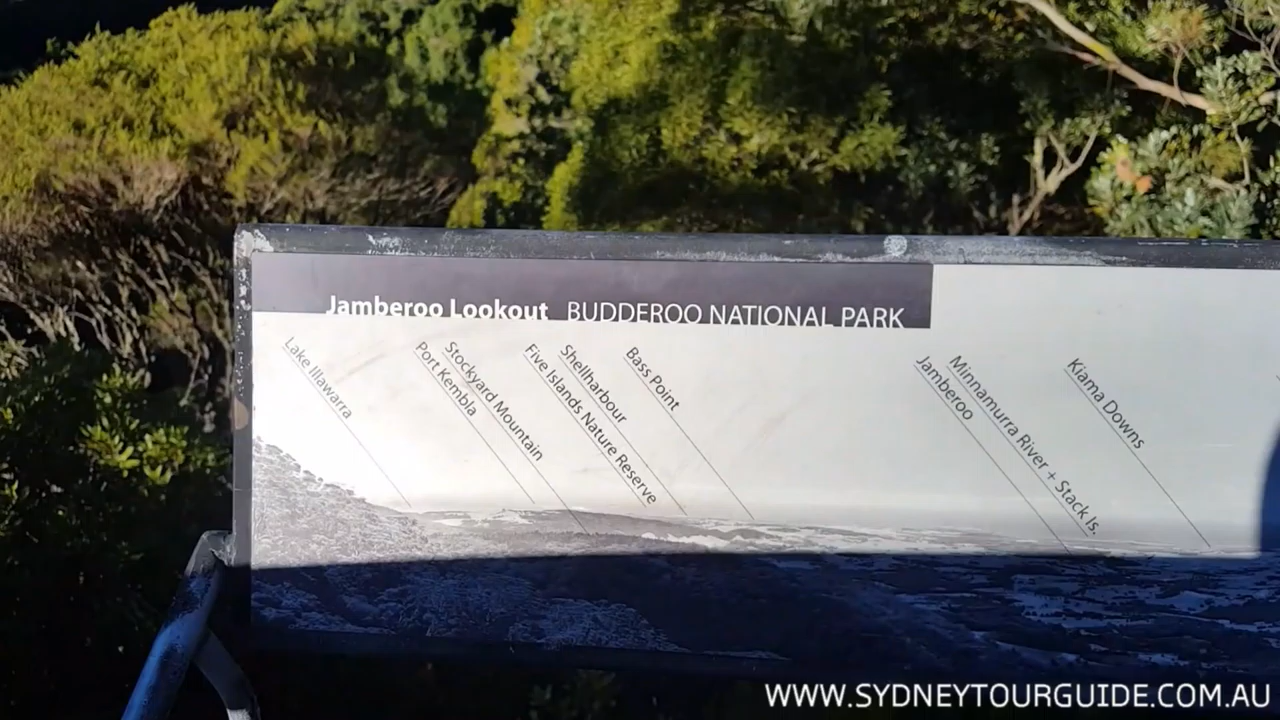 Jamberoo Lookout BUDDEROO NATIONAL PARK
Lake Illawarra
Port Kembla
Stockyard Mountain
Five Islands Nature Reserve
Shellharbour
Bass Point
Jamberoo
Minnamurra River + Stack Is.
Kiama Downs
WWW.SYDNEYTOURGUIDE.COM.AU